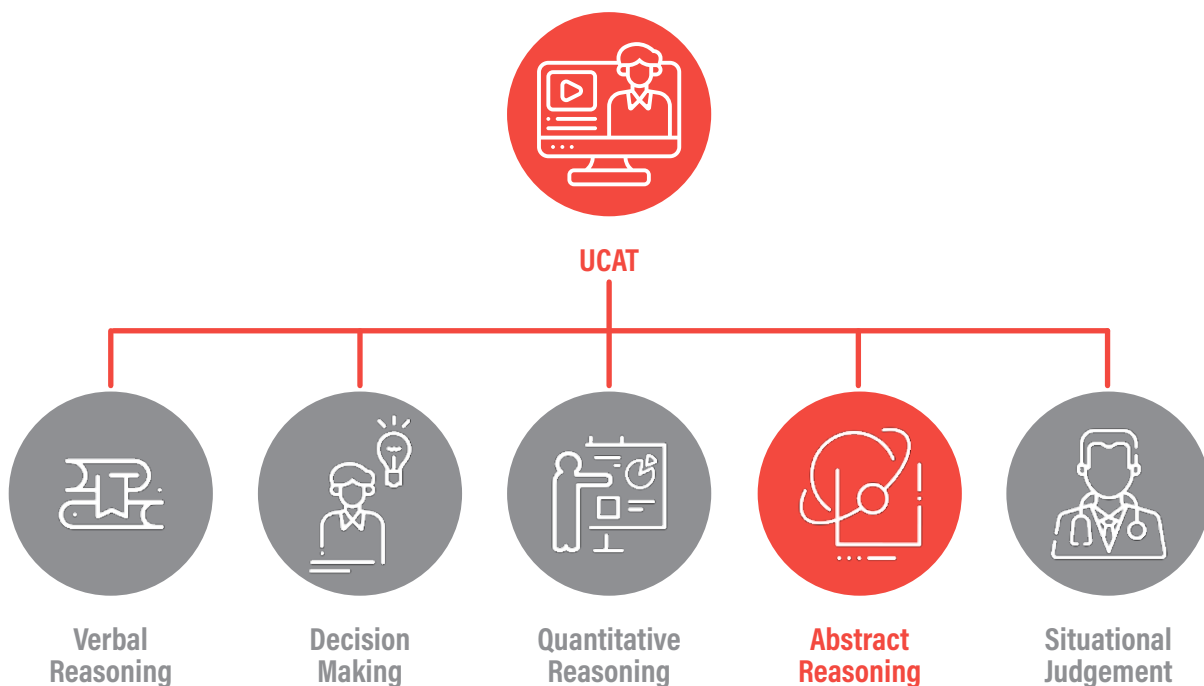 UCAT
Verbal
Reasoning
Decision
Making
Quantitative
Reasoning
Abstract
Reasoning
Situational
Judgement